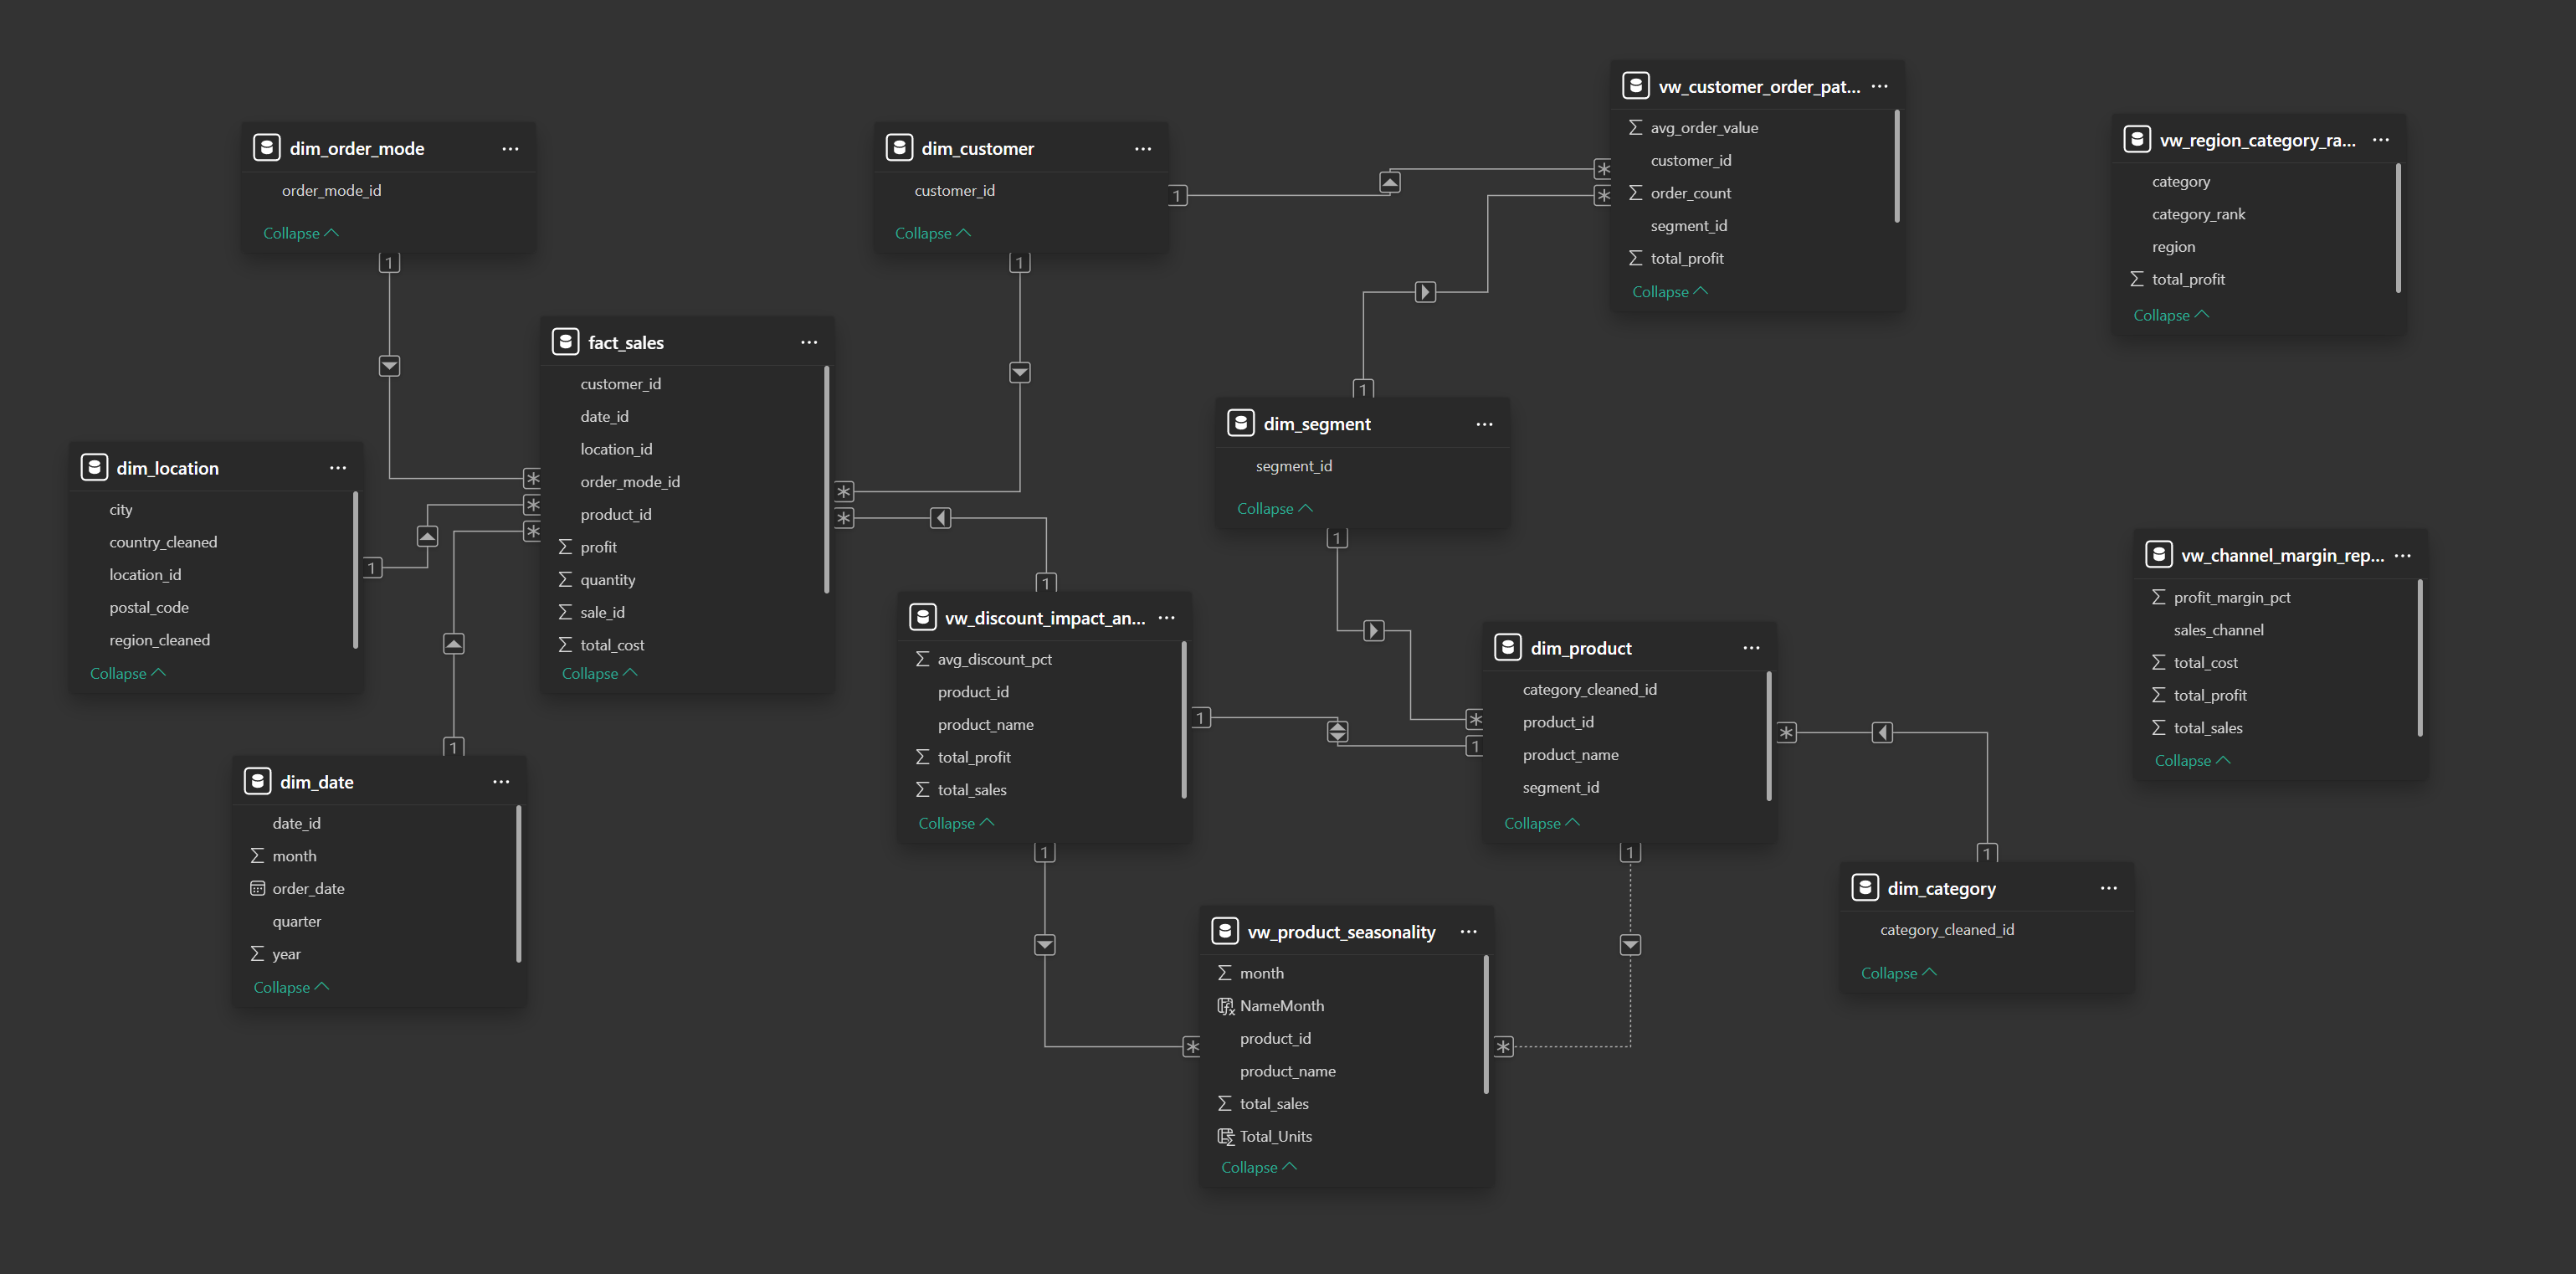 dim_order_mode
order_mode_id
Collapse
dim_customer
customer_id
Collapse
vw_customer_order_pat...
avg_order_value
customer_id
order_count
segment_id
total_profit
Collapse
vw_region_category_ra...
category
category_rank
region
total_profit
Collapse
fact_sales
customer_id
date_id
location_id
order_mode_id
product_id
profit
quantity
sale_id
total_cost
Collapse
dim_location
city
country_cleaned
location_id
postal_code
region_cleaned
Collapse
dim_segment
segment_id
Collapse
vw_channel_margin_rep...
profit_margin_pct
sales_channel
total_cost
total_profit
total_sales
Collapse
vw_discount_impact_an...
avg_discount_pct
product_id
product_name
total_profit
total_sales
Collapse
dim_product
category_cleaned_id
product_id
product_name
segment_id
Collapse
dim_date
date_id
month
order_date
quarter
year
Collapse
dim_category
category_cleaned_id
Collapse
vw_product_seasonality
month
NameMonth
product_id
product_name
total_sales
Total_Units
Collapse
1
1
1
1
1
1
1
1
1
1
1
1
1